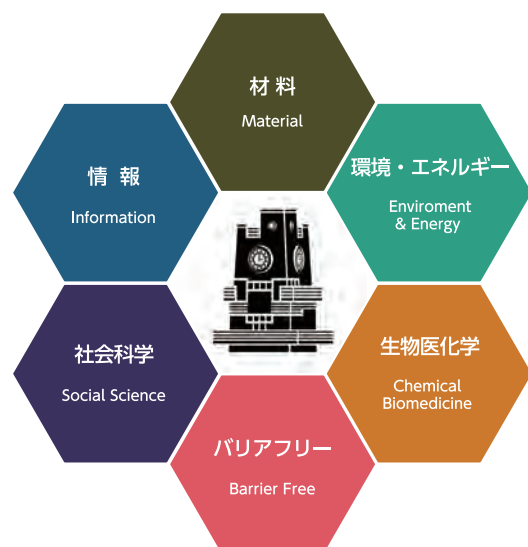 材料
Material
環境・エネルギー
Enviroment
& Energy
生物医化学
Chemical
Biomedicine
バリアフリー
Barrier Free
社会科学
Social Science
情報
Information